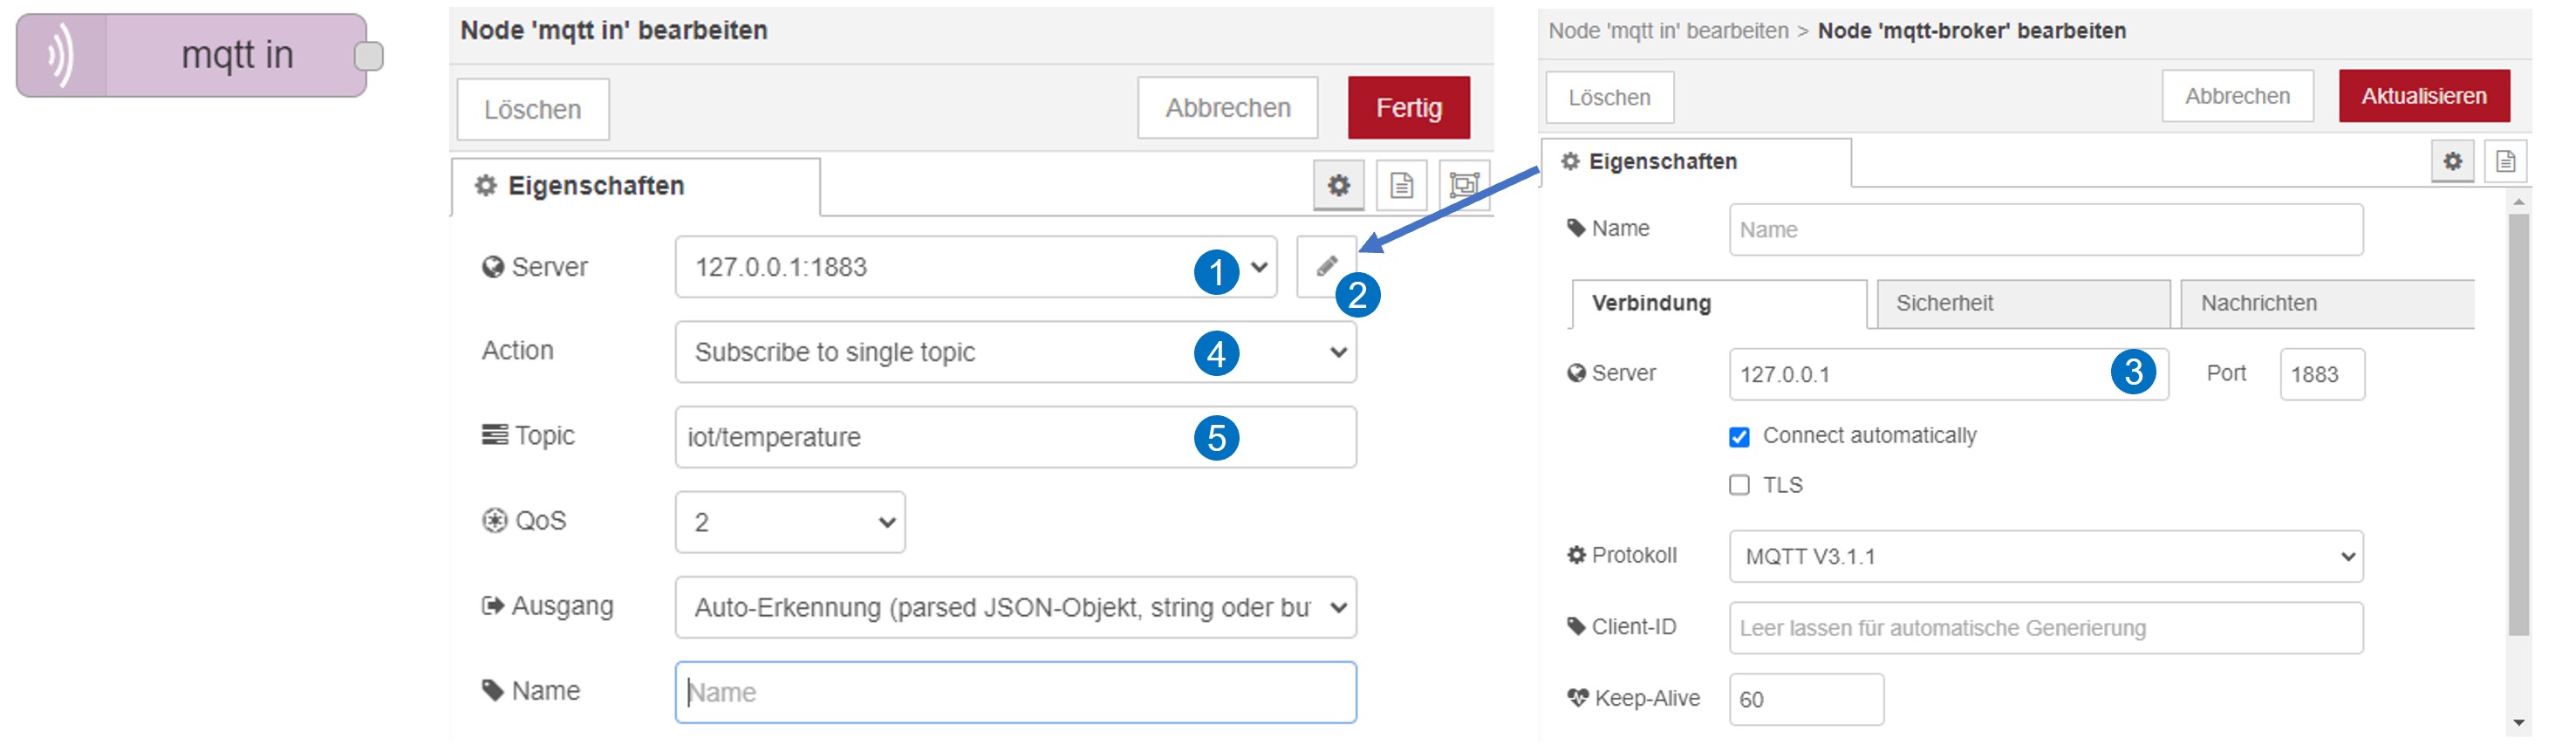 mqtt in
Node 'mqtt in' bearbeiten
Löschen
Abbrechen
Fertig
Eigenschaften
Server
127.0.0.1:1883
1
2
Action
Subscribe to single topic
4
Topic
iot/temperature
5
QoS
2
Ausgang
Auto-Erkennung (parsed JSON-Objekt, string oder bu
Name
Name
Node 'mqtt in' bearbeiten > Node 'mqtt-broker' bearbeiten
Löschen
Abbrechen
Aktualisieren
Eigenschaften
Name
Name
Verbindung
Sicherheit
Nachrichten
Server
127.0.0.1
3
Port
1883
Connect automatically
TLS
Protokoll
MQTT V3.1.1
Client-ID
Leer lassen für automatische Generierung
Keep-Alive
60